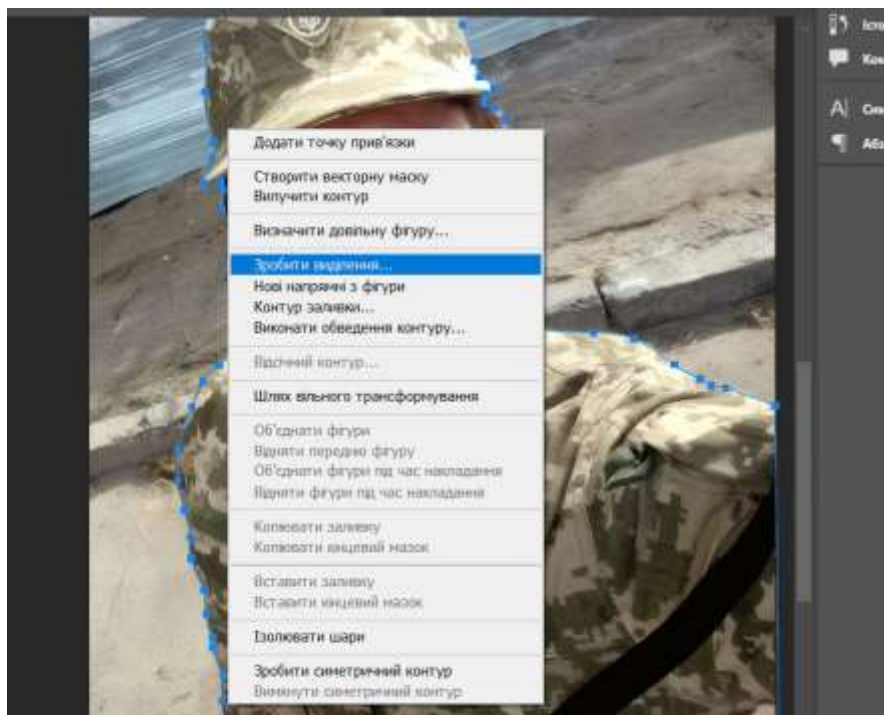 Додати точку прив'язки
Створити векторну маску
Вилучити контур
Визначити довільну фігуру...
Зробити виділення...
Нові напрямні з фігури
Контур заливки...
Виконати обведення контуру...
Відсічний контур...
Шлях вільного трансформування
Об'єднати фігури
Відняти передню фігуру
Об'єднати фігури під час накладання
Відняти фігури під час накладання
Копіювати заливку
Копіювати кінцевий мазок
Вставити заливку
Вставити кінцевий мазок
Ізолювати шари
Зробити симетричний контур
Вимкнути симетричний контур